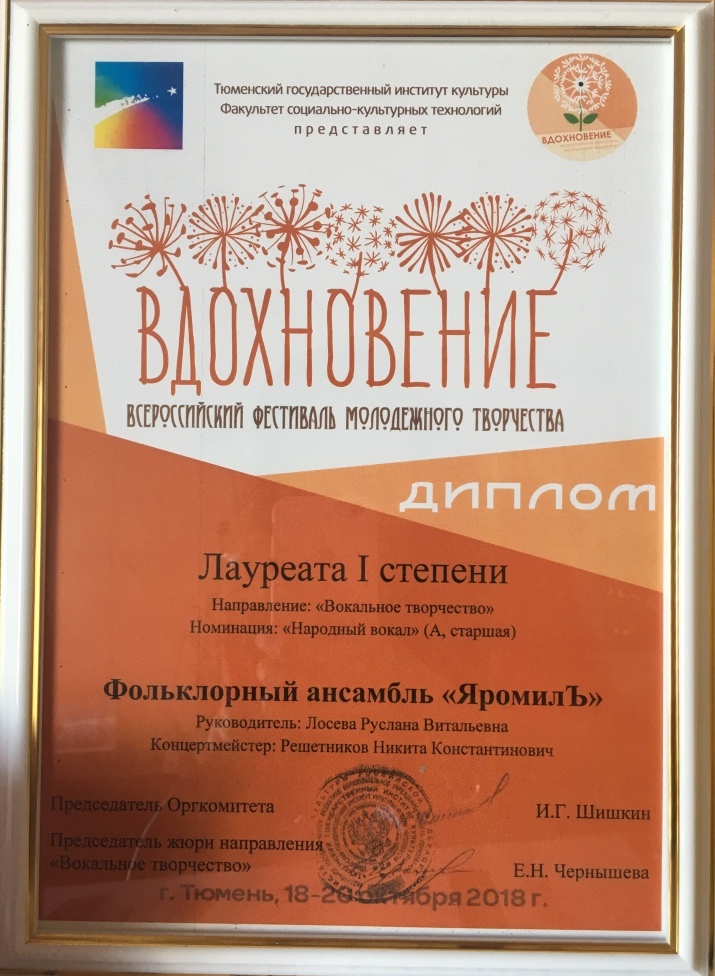 Тюменский государственный институт культуры
Факультет социально-культурных технологий
представляет
ВДОХНОВЕНИЕ
ВДОХНОВЕНИЕ
ВСЕРОССИЙСКИЙ ФЕСТИВАЛЬ МОЛОДЕЖНОГО ТВОРЧЕСТВА
ДИПЛОМ
Лауреата I степени
Направление: «Вокальное творчество»
Номинация: «Народный вокал» (А, старшая)
Фольклорный ансамбль «ЯромилЪ»
Руководитель: Лосева Руслана Витальевна
Концертмейстер: Решетников Никита Константинович
Председатель Оргкомитета
И.Г. Шишкин
Председатель жюри направления
«Вокальное творчество»
Е.Н. Чернышева
г. Тюмень, 18-20 октября 2018 г.